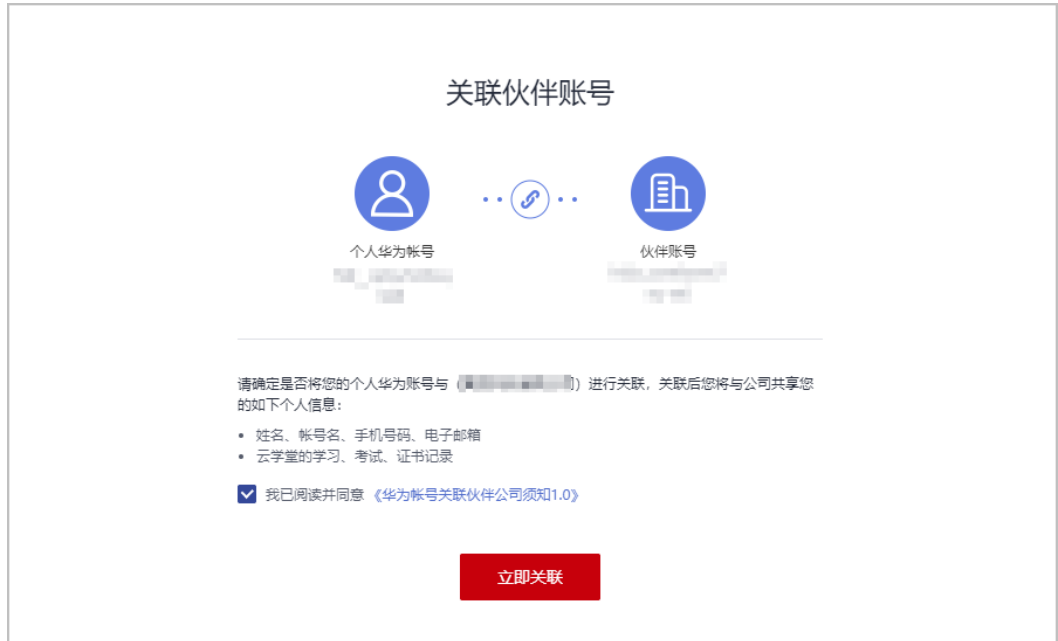 关联伙伴账号
个人华为帐号
伙伴账号
请确定是否将您的个人华为账号与（）进行关联，关联后您将与公司共享您
的如下个人信息：
• 姓名、帐号名、手机号码、电子邮箱
• 云学堂的学习、考试、证书记录
我已阅读并同意《华为帐号关联伙伴公司须知1.0》
立即关联